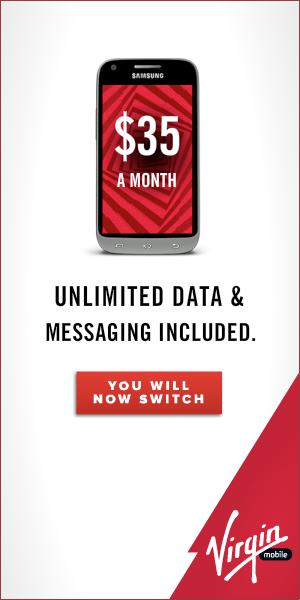 SAMSUNG
$35
A MONTH
UNLIMITED DATA &
MESSAGING INCLUDED.
YOU WILL
NOW SWITCH
Virgin
mobile